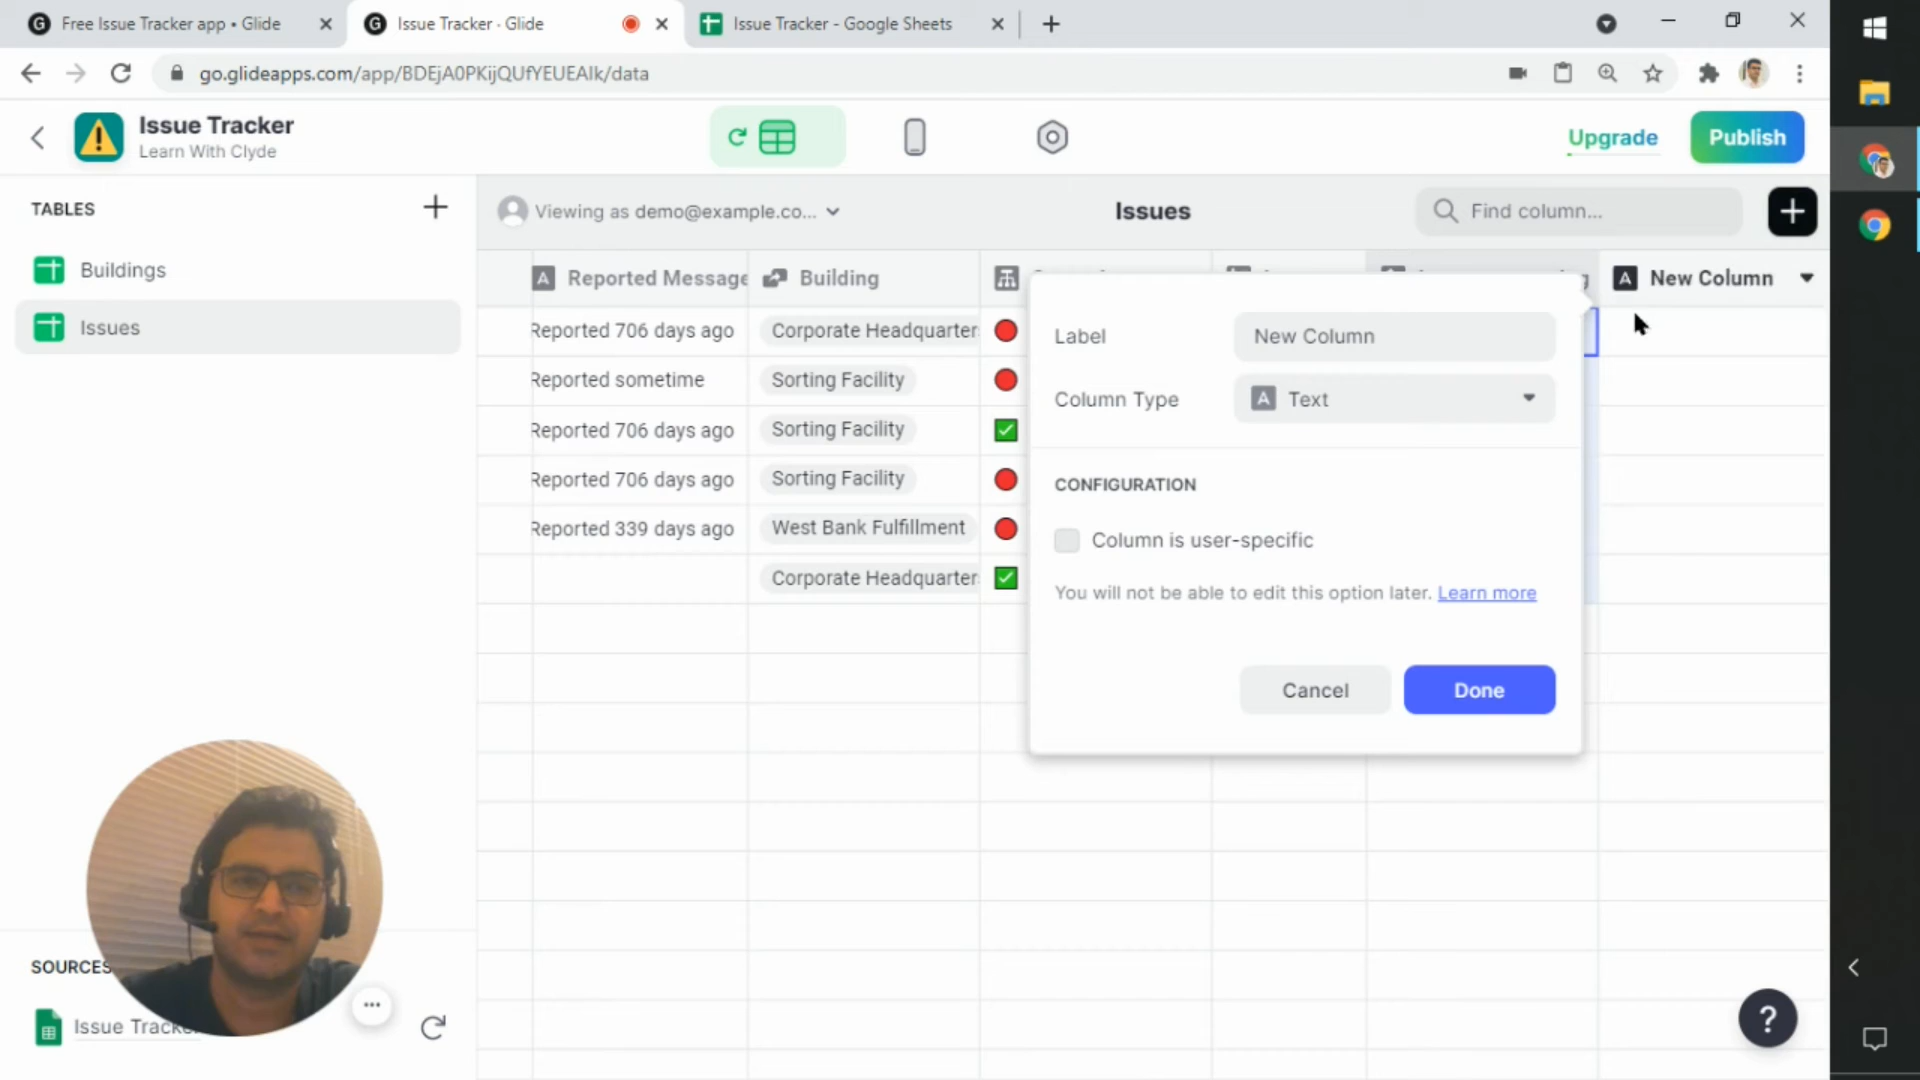 Free Issue Tracker app • Glide
Issue Tracker · Glide
Issue Tracker - Google Sheets
go.glideapps.com/app/BDEjA0PKijQUfYEUEAlk/data
Issue Tracker
Learn With Clyde
Upgrade
Publish
TABLES
Buildings
Issues
Viewing as demo@example.co...
Issues
Find column...
A Reported Message
Building
A New Column
Reported 706 days ago
Corporate Headquarter
Reported sometime
Sorting Facility
Reported 706 days ago
Sorting Facility
Reported 706 days ago
Sorting Facility
Reported 339 days ago
West Bank Fulfillment
Corporate Headquarter
Label
New Column
Column Type
A Text
CONFIGURATION
Column is user-specific
You will not be able to edit this option later. Learn more
Cancel
Done
SOURCES
Issue Tracke
?